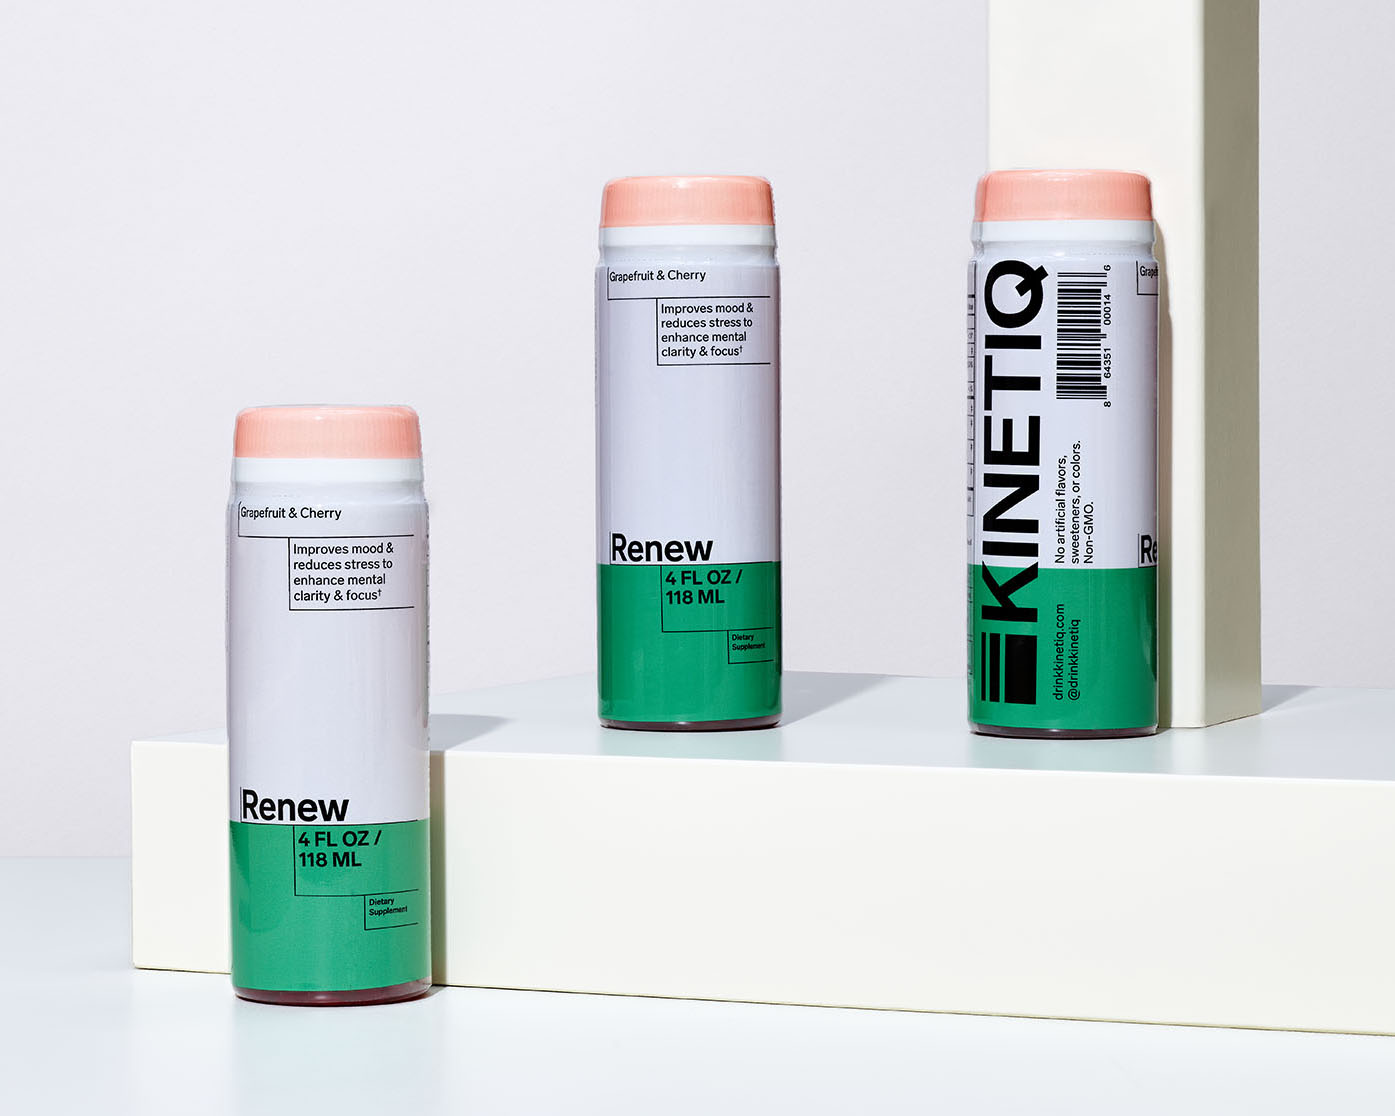 Grapefruit & Cherry
Improves mood &
reduces stress to
enhance mental
clarity & focus†
Renew
4 FL OZ /
118 ML
Dietary
Supplement
Grapefruit & Cherry
Improves mood &
reduces stress to
enhance mental
clarity & focus†
Renew
4 FL OZ /
118 ML
Dietary
Supplement
KINETIQ
8 64351 00014 6
No artificial flavors,
sweeteners, or colors.
Non-GMO.
drinkkinetiq.com
@drinkkinetiq
Grapef
Re